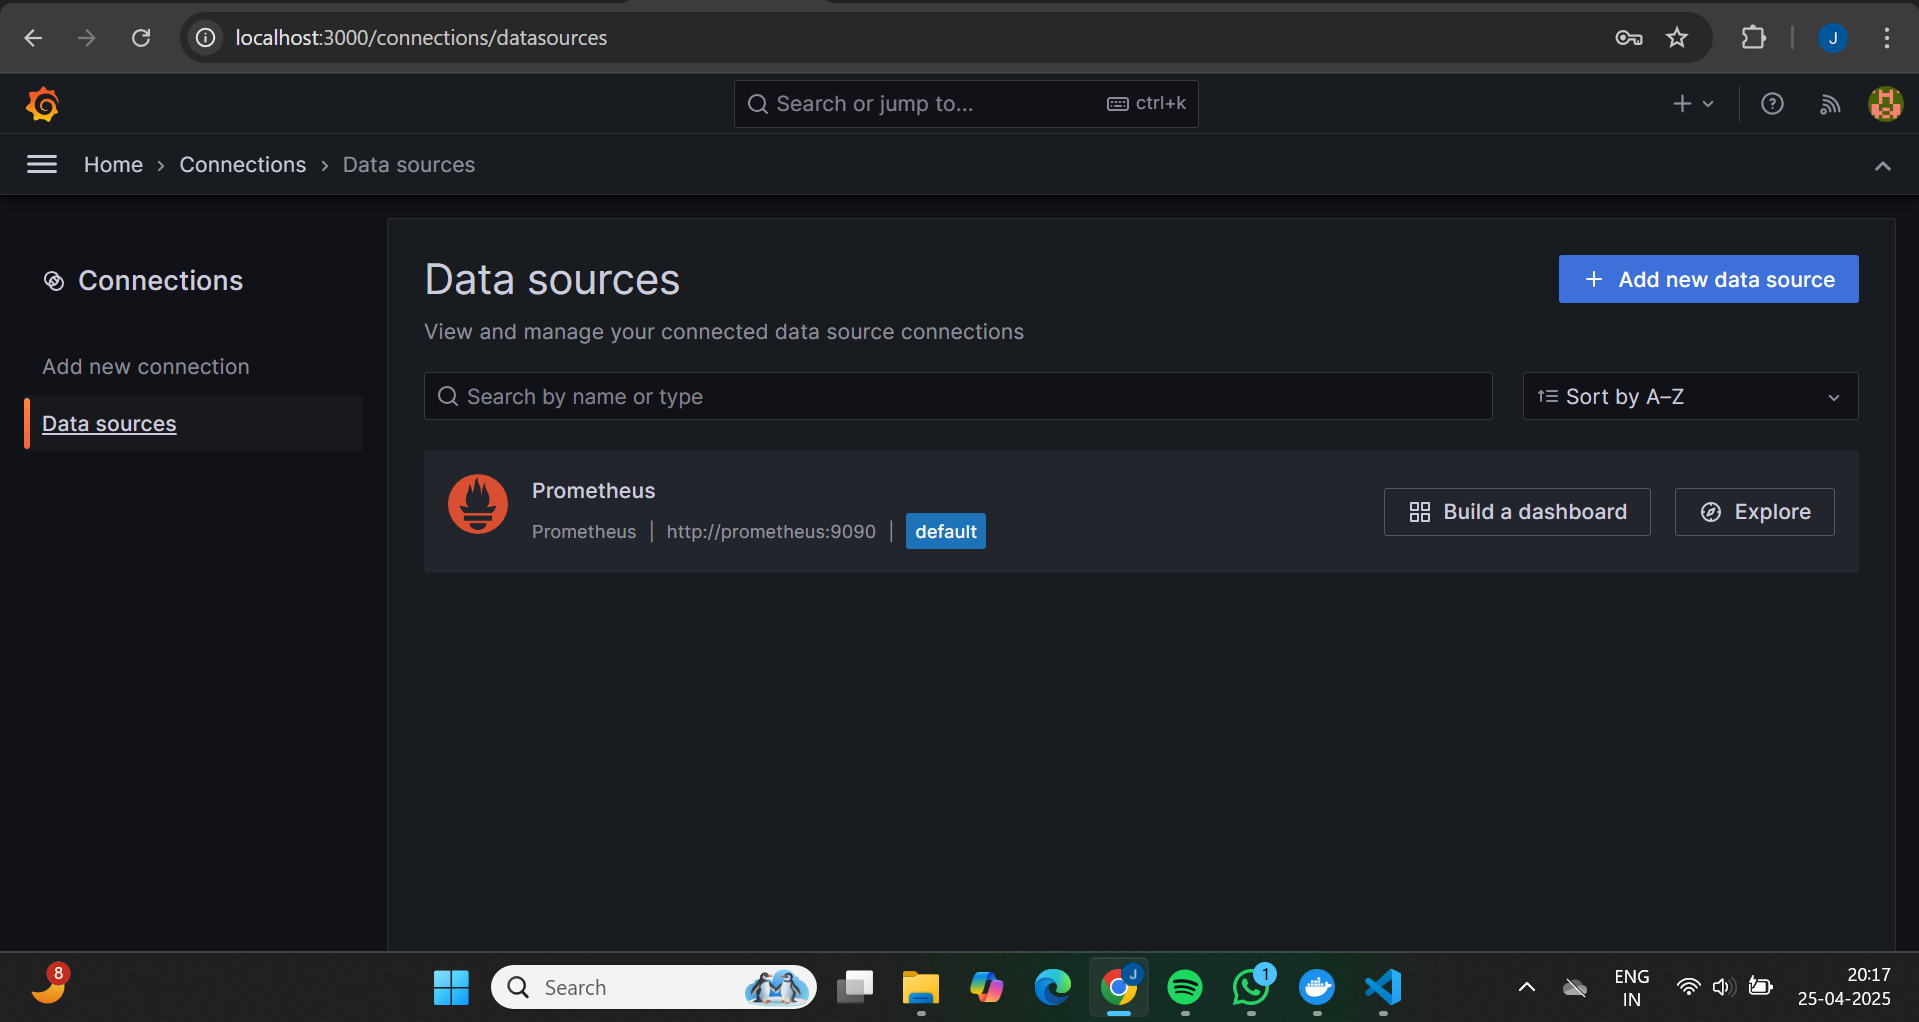 localhost:3000/connections/datasources
J
Search or jump to...
ctrl+k
Home › Connections › Data sources
Connections
Add new connection
Data sources
Data sources
Add new data source
View and manage your connected data source connections
Search by name or type
Sort by A–Z
Prometheus
Prometheus | http://prometheus:9090 | default
Build a dashboard
Explore
8
Search
J
1
ENG
IN
20:17
25-04-2025